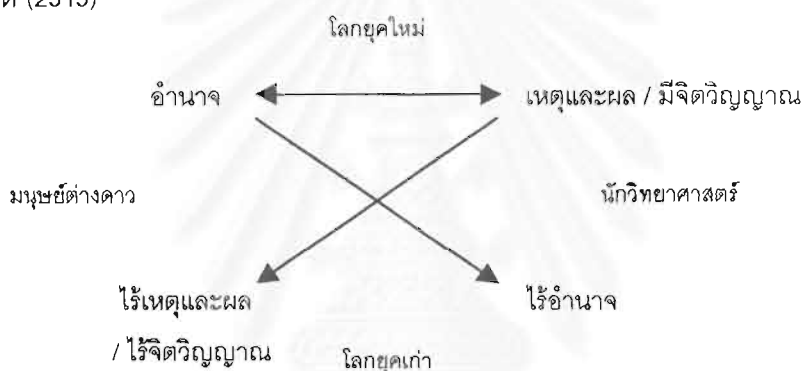 (2519)
โลกยุคใหม่
อำนาจ เหตุและผล / มีจิตวิญญาณ
มนุษย์ต่างดาว นักวิทยาศาสตร์
ไร้เหตุและผล ไร้อำนาจ
/ ไร้จิตวิญญาณ โลกยุคเก่า